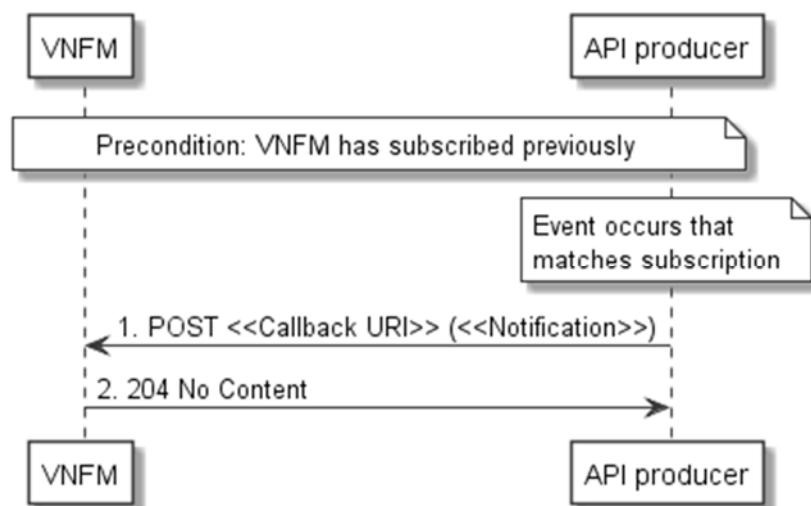 VNFM
API producer
Precondition: VNFM has subscribed previously
Event occurs that
matches subscription
1. POST <<Callback URI>> (<<Notification>>)
2. 204 No Content
VNFM
API producer